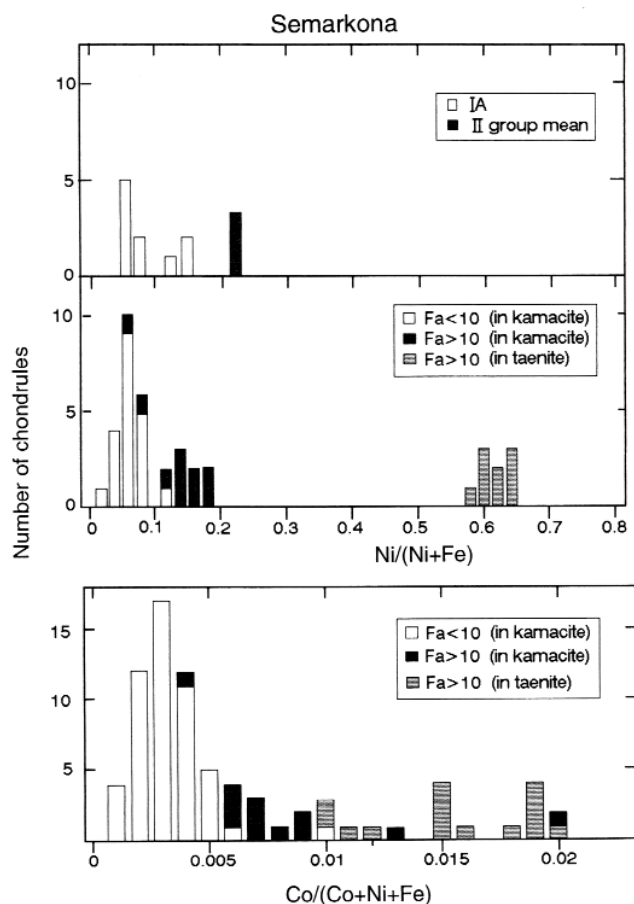 Semarkona
10
5
0
IA
II group mean
10
5
0
Fa<10 (in kamacite)
Fa>10 (in kamacite)
Fa>10 (in taenite)
0 0.1 0.2 0.3 0.4 0.5 0.6 0.7 0.8
Ni/(Ni+Fe)
Number of chondrules
15
10
5
Fa<10 (in kamacite)
Fa>10 (in kamacite)
Fa>10 (in taenite)
0 0.005 0.01 0.015 0.02
Co/(Co+Ni+Fe)